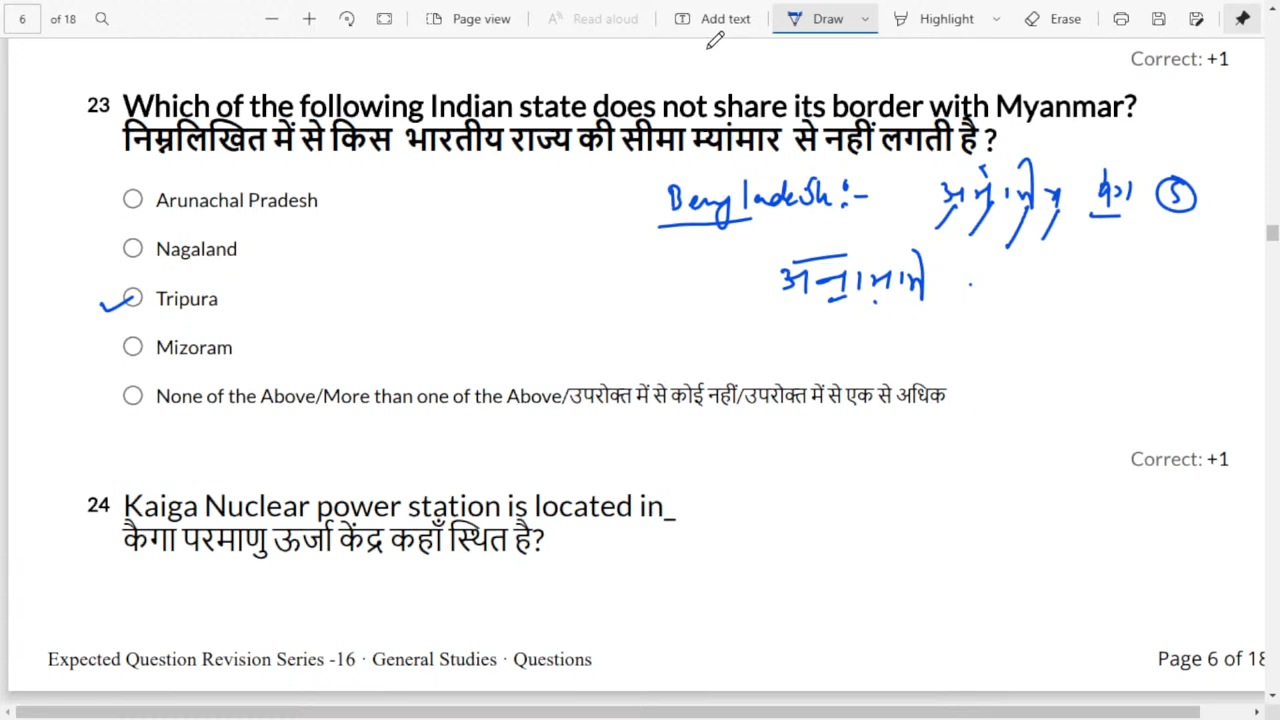 6 of 18 Page view Read aloud Add text Draw Highlight Erase
Correct: +1
23 Which of the following Indian state does not share its border with Myanmar?
निम्नलिखित में से किस भारतीय राज्य की सीमा म्यांमार से नहीं लगती है ?
Arunachal Pradesh
Bengladesh :-
5
Nagaland
Tripura
Mizoram
None of the Above/More than one of the Above/उपरोक्त में से कोई नहीं/उपरोक्त में से एक से अधिक
Correct: +1
24 Kaiga Nuclear power station is located in_
कैगा परमाणु ऊर्जा केंद्र कहाँ स्थित है?
Expected Question Revision Series -16 · General Studies · Questions
Page 6 of 18